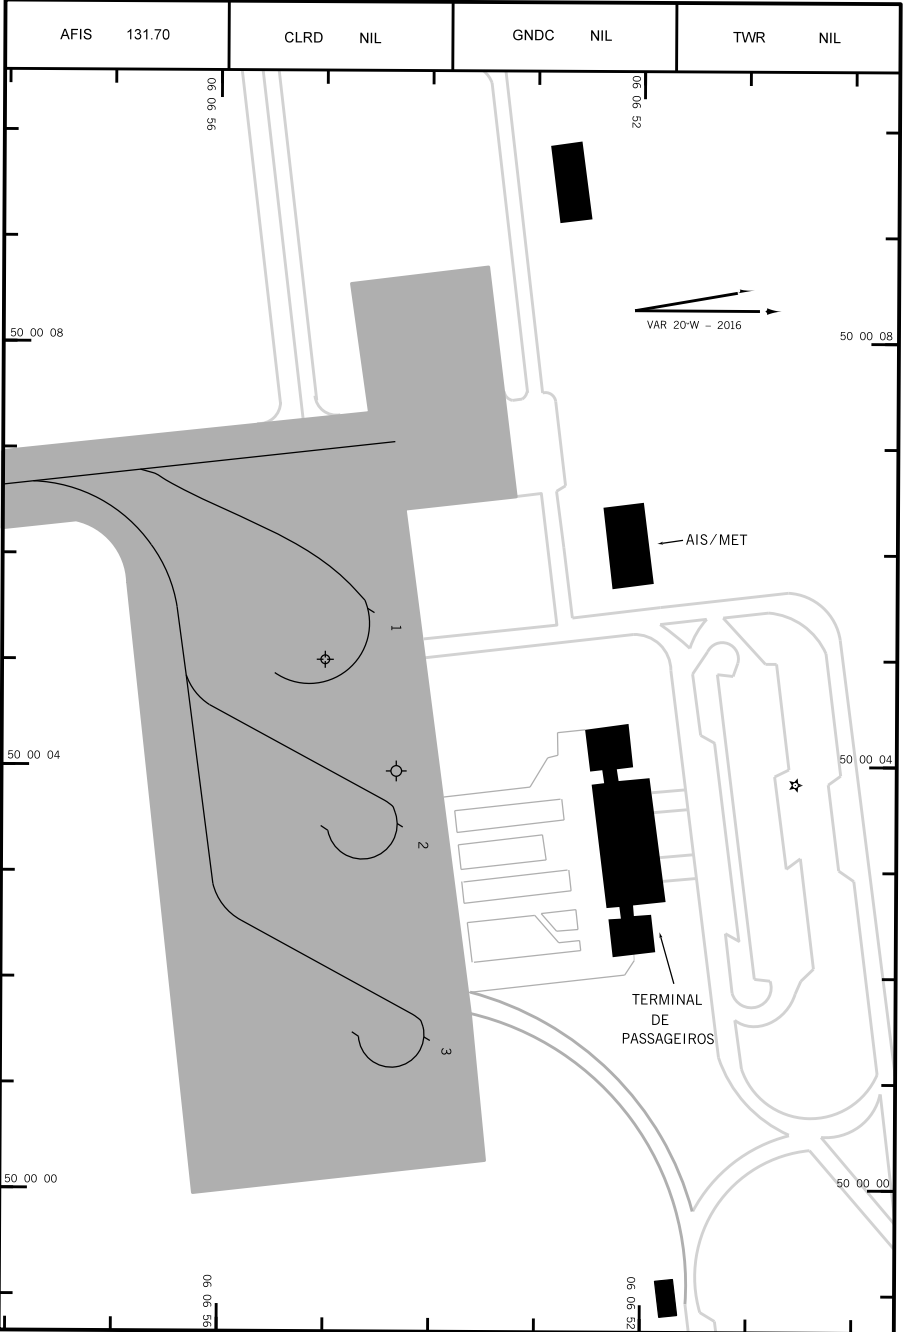 AFIS 131.70 CLRD NIL GNDC NIL TWR NIL
06 06 56
06 06 52
VAR 20°W – 2016
50 00 08
50 00 08
AIS/MET
1
50 00 04
50 00 04
2
TERMINAL
DE
PASSAGEIROS
3
50 00 00
50 00 00
06 06 56
06 06 52